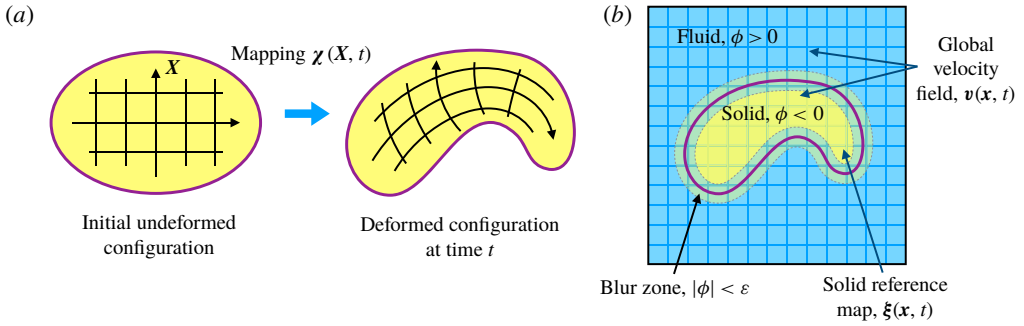 (a)
Mapping χ(X, t)
X
Initial undeformed
configuration
Deformed configuration
at time t
(b)
Fluid, ϕ > 0
Solid, ϕ < 0
Global
velocity
field, v(x, t)
Blur zone, |ϕ| < ε
Solid reference
map, ξ(x, t)